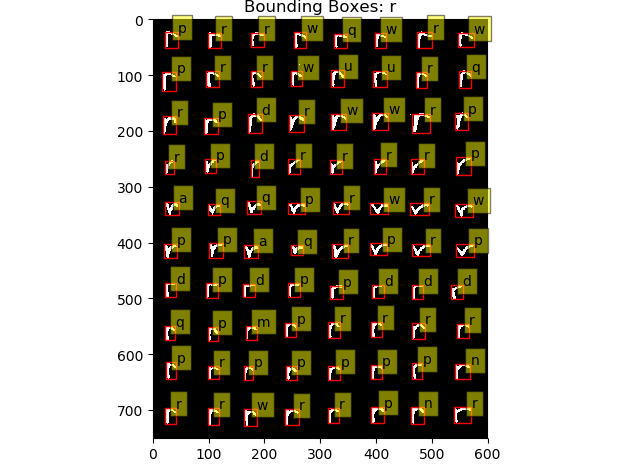 Bounding Boxes: r
0 p r r w q w r w
100 p r r w u u r q
200 r p d r w w r p
r p d r r r r p
300 a q q p r w r w
400 p p a q r p r p
500 d p d p p d d d
q p m p r r r r
600 p r p p p p p n
700 r r w r r p n r
0 100 200 300 400 500 600